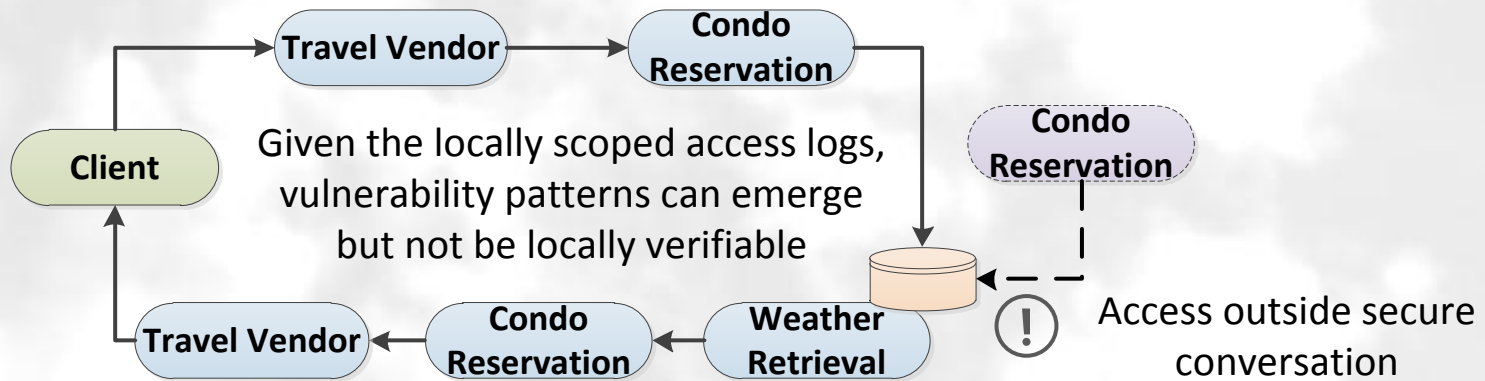 Travel Vendor
Condo
Reservation
Condo
Reservation
Client
Given the locally scoped access logs,
vulnerability patterns can emerge
but not be locally verifiable
Travel Vendor
Condo
Reservation
Weather
Retrieval
!
Access outside secure
conversation